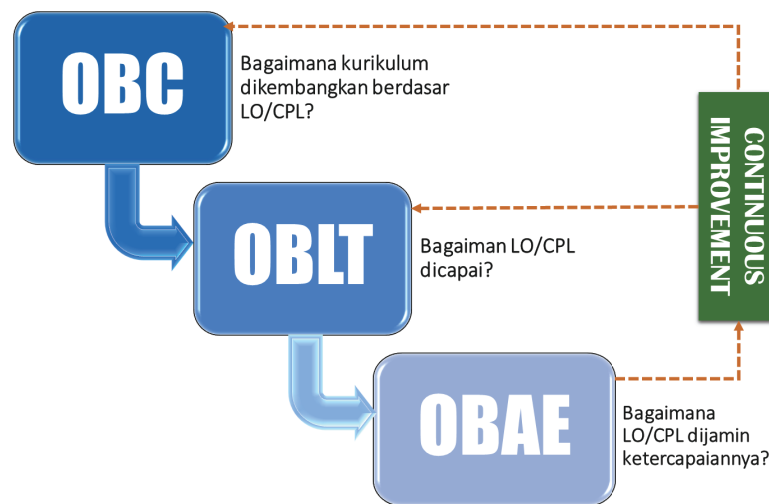 OBC
Bagaimana kurikulum
dikembangkan berdasar
LO/CPL?
OBLT
Bagaiman LO/CPL
dicapai?
OBAE
Bagaimana
LO/CPL dijamin
ketercapaiannya?
CONTINUOUS
IMPROVEMENT